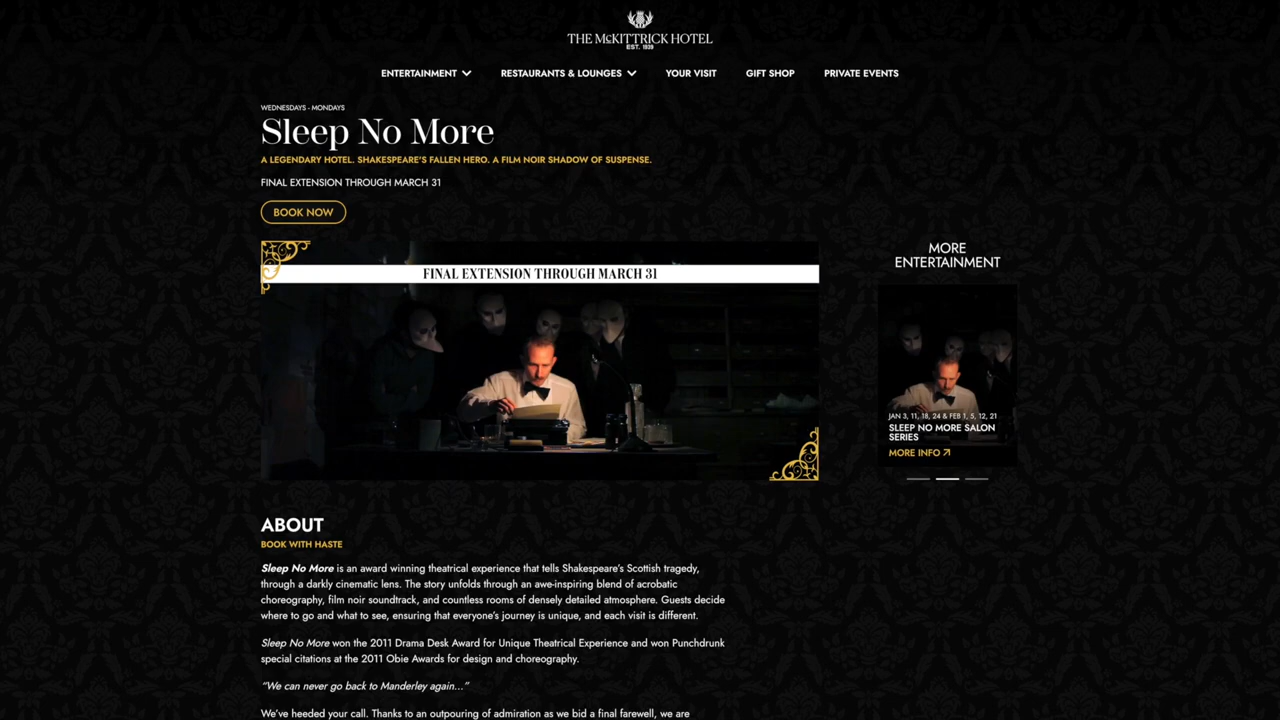 THE McKITTRICK HOTEL
EST. 1939
ENTERTAINMENT
RESTAURANTS & LOUNGES
YOUR VISIT
GIFT SHOP
PRIVATE EVENTS
WEDNESDAYS - MONDAYS
Sleep No More
A LEGENDARY HOTEL. SHAKESPEARE'S FALLEN HERO. A FILM NOIR SHADOW OF SUSPENSE.
FINAL EXTENSION THROUGH MARCH 31
BOOK NOW
FINAL EXTENSION THROUGH MARCH 31
MORE
ENTERTAINMENT
JAN 3, 11, 18, 24 & FEB 1, 5, 12, 21
SLEEP NO MORE SALON
SERIES
MORE INFO
ABOUT
BOOK WITH HASTE
Sleep No More is an award winning theatrical experience that tells Shakespeare's Scottish tragedy,
through a darkly cinematic lens. The story unfolds through an awe-inspiring blend of acrobatic
choreography, film noir soundtrack, and countless rooms of densely detailed atmosphere. Guests decide
where to go and what to see, ensuring that everyone's journey is unique, and each visit is different.
Sleep No More won the 2011 Drama Desk Award for Unique Theatrical Experience and won Punchdrunk
special citations at the 2011 Obie Awards for design and choreography.
"We can never go back to Manderley again..."
We've heeded your call. Thanks to an outpouring of admiration as we bid a final farewell, we are